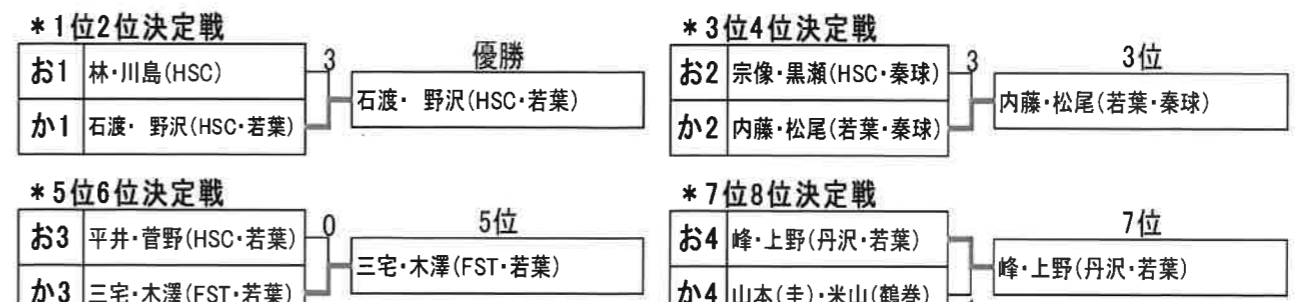 *1位2位決定戦
お1 林・川島(HSC) 3 優勝
石渡・ 野沢(HSC・若葉)
か1 石渡・ 野沢(HSC・若葉)
*3位4位決定戦
お2 宗像・黒瀬(HSC・秦球) 3 3位
内藤・松尾(若葉・秦球)
か2 内藤・松尾(若葉・秦球)
*5位6位決定戦
お3 平井・菅野(HSC・若葉) 0 5位
三宅・木澤(FST・若葉)
か3 三宅・木澤(FST・若葉)
*7位8位決定戦
お4 峰・上野(丹沢・若葉) 7位
峰・上野(丹沢・若葉)
か4 山本(圭)・米山(鶴巻)